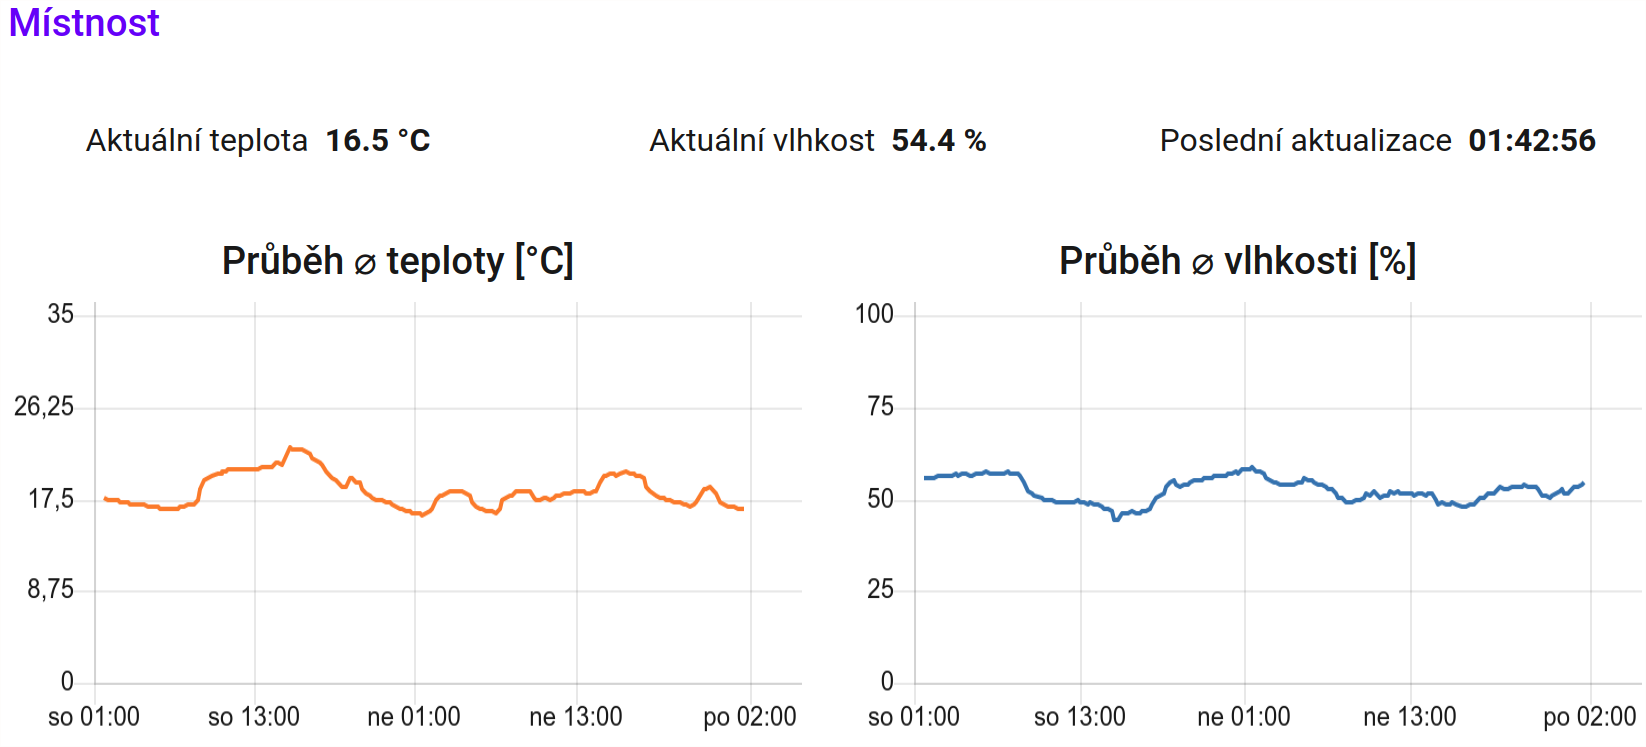 Místnost
Aktuální teplota 16.5 °C
Aktuální vlhkost 54.4 %
Poslední aktualizace 01:42:56
Průběh ⌀ teploty [°C]
35
26,25
17,5
8,75
0
so 01:00 so 13:00 ne 01:00 ne 13:00 po 02:00
Průběh ⌀ vlhkosti [%]
100
75
50
25
0
so 01:00 so 13:00 ne 01:00 ne 13:00 po 02:00